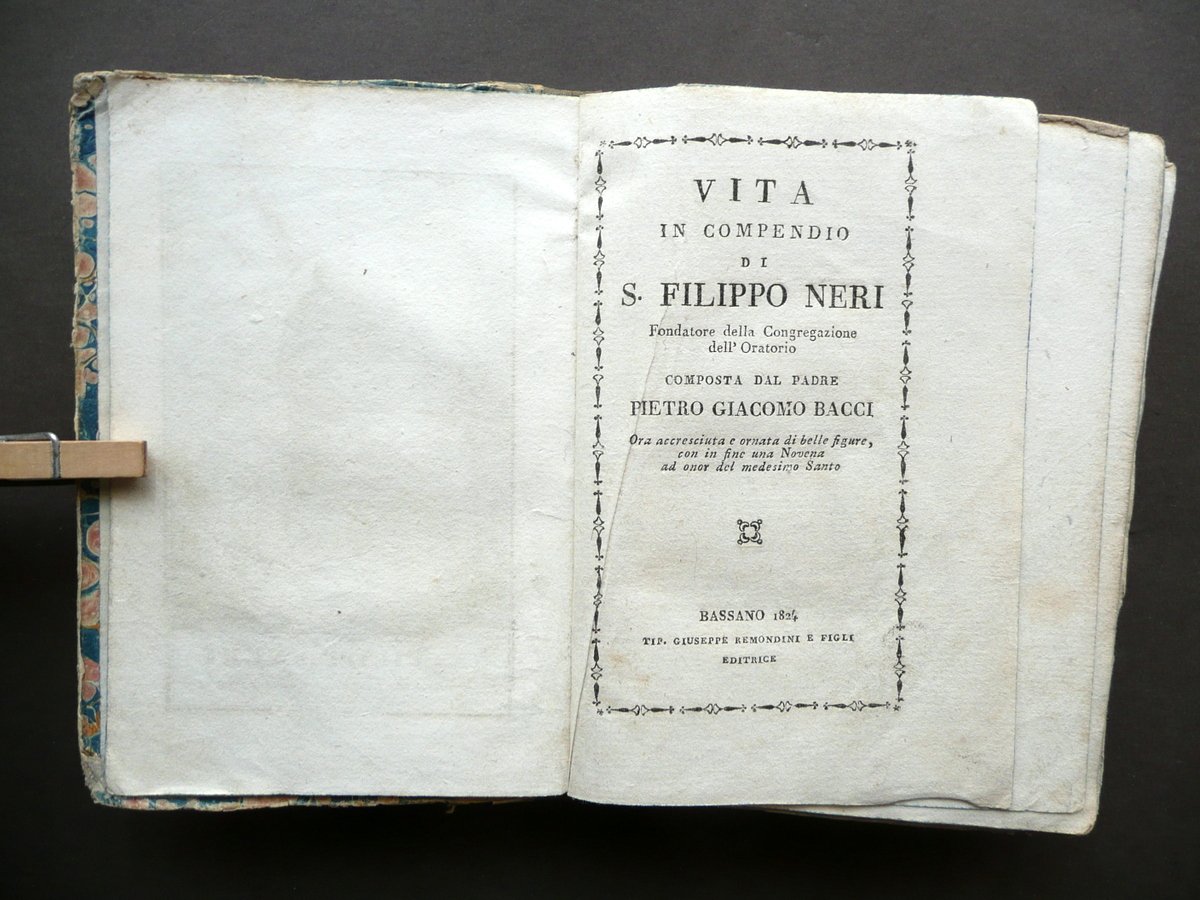 VITA
IN COMPENDIO
DI
S. FILIPPO NERI
Fondatore della Congregazione
dell' Oratorio
COMPOSTA DAL PADRE
PIETRO GIACOMO BACCI
Ora accresciuta e ornata di belle figure,
con in fine una Novena
ad onor del medesimo Santo
BASSANO 1824
TIP. GIUSEPPE REMONDINI E FIGLI
EDITRICE